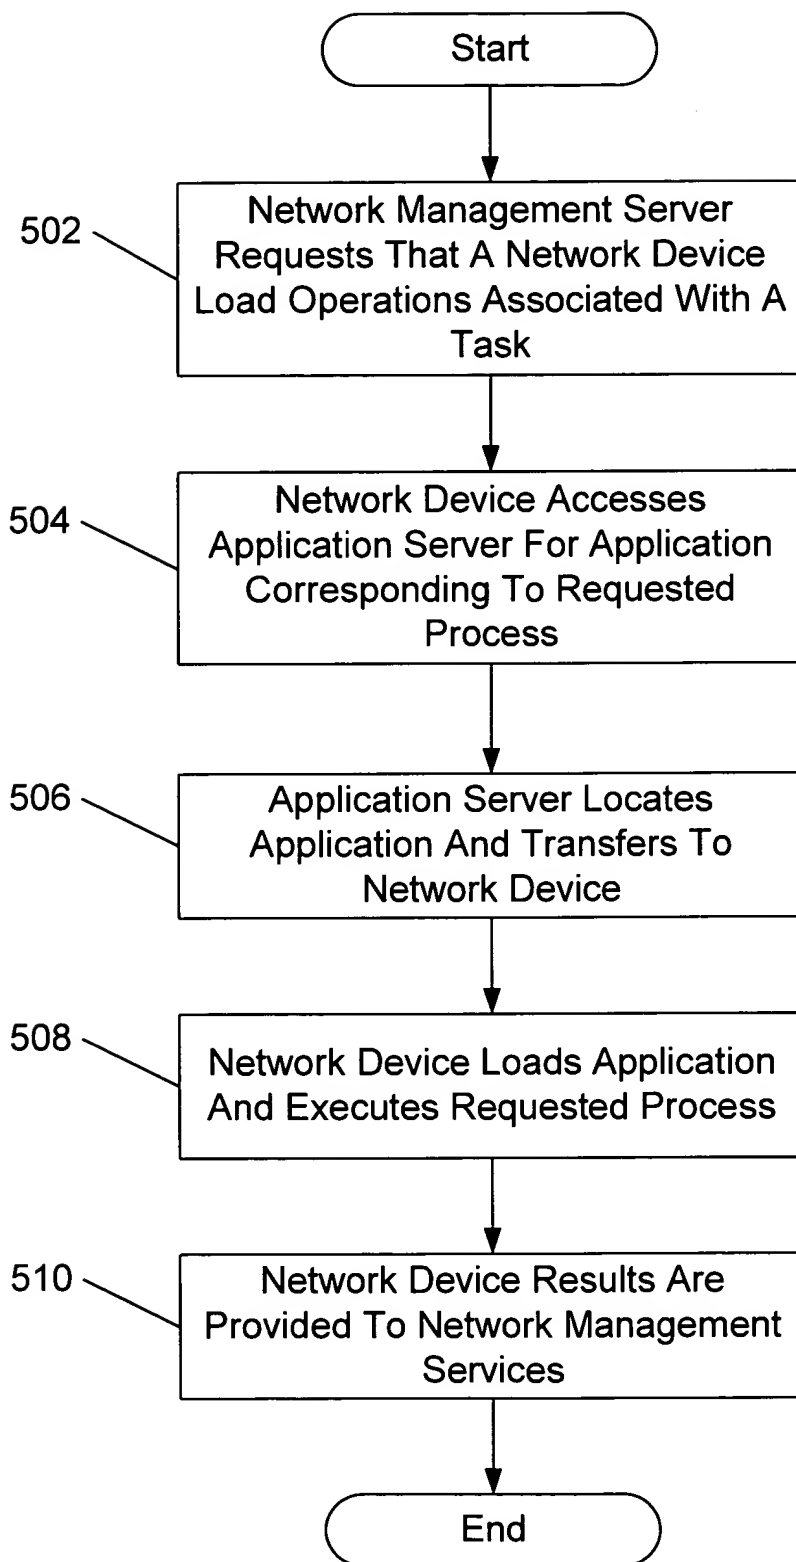 Start
502
Network Management Server
Requests That A Network Device
Load Operations Associated With A
Task
504
Network Device Accesses
Application Server For Application
Corresponding To Requested
Process
506
Application Server Locates
Application And Transfers To
Network Device
508
Network Device Loads Application
And Executes Requested Process
510
Network Device Results Are
Provided To Network Management
Services
End